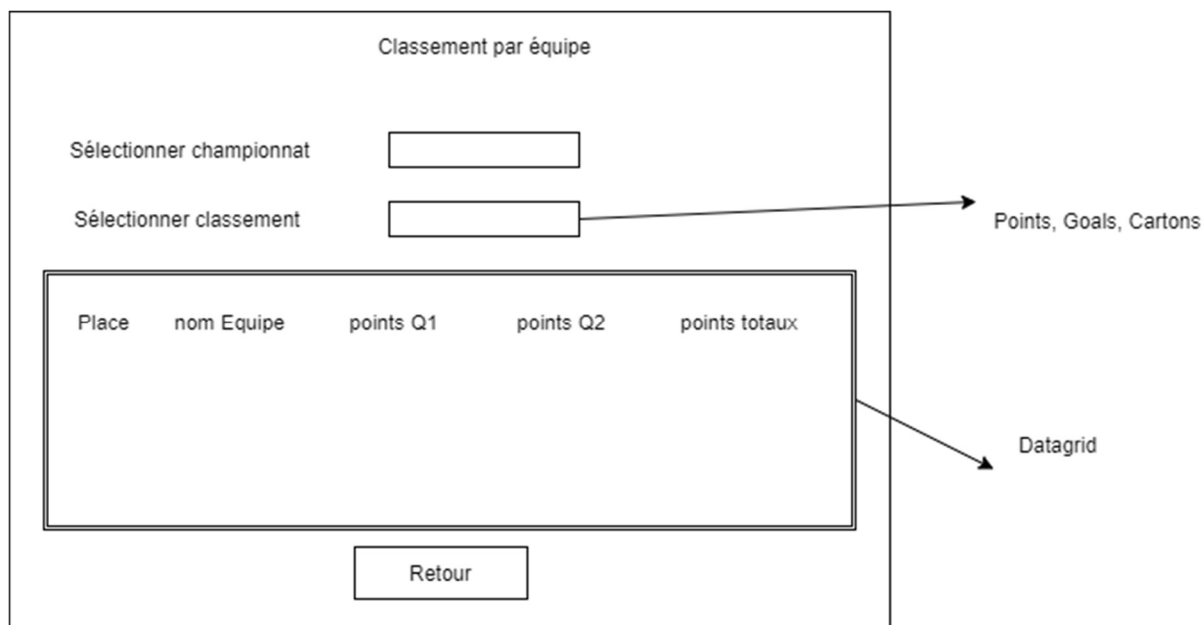 Classement par équipe
Sélectionner championnat
Sélectionner classement
Points, Goals, Cartons
Place nom Equipe points Q1 points Q2 points totaux
Datagrid
Retour